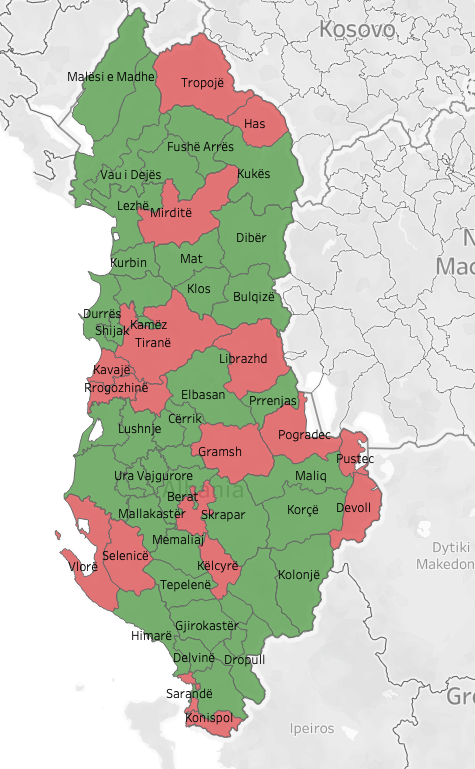 Kosovo
Malësi e Madhe
Tropojë
Has
Fushë Arrës
Vau i Dejës
Kukës
Lezhë
Mirditë
Dibër
Mat
Kurbin
Klos
Bulqizë
Durrës
Kamëz
Shijak
Tiranë
Librazhd
Kavajë
Rrogozhinë
Elbasan
Prrenjas
Cërrik
Lushnje
Pogradec
Gramsh
Pustec
Ura Vajgurore
Maliq
Albania
Berat
Mallakastër
Skrapar
Korçë
Devoll
Memaliaj
Selenicë
Vlorë
Këlcyrë
Tepelenë
Kolonjë
Dytiki
Makedon
Gjirokastër
Himarë
Delvinë
Dropull
Sarandë
Konispol
Ipeiros
Gre